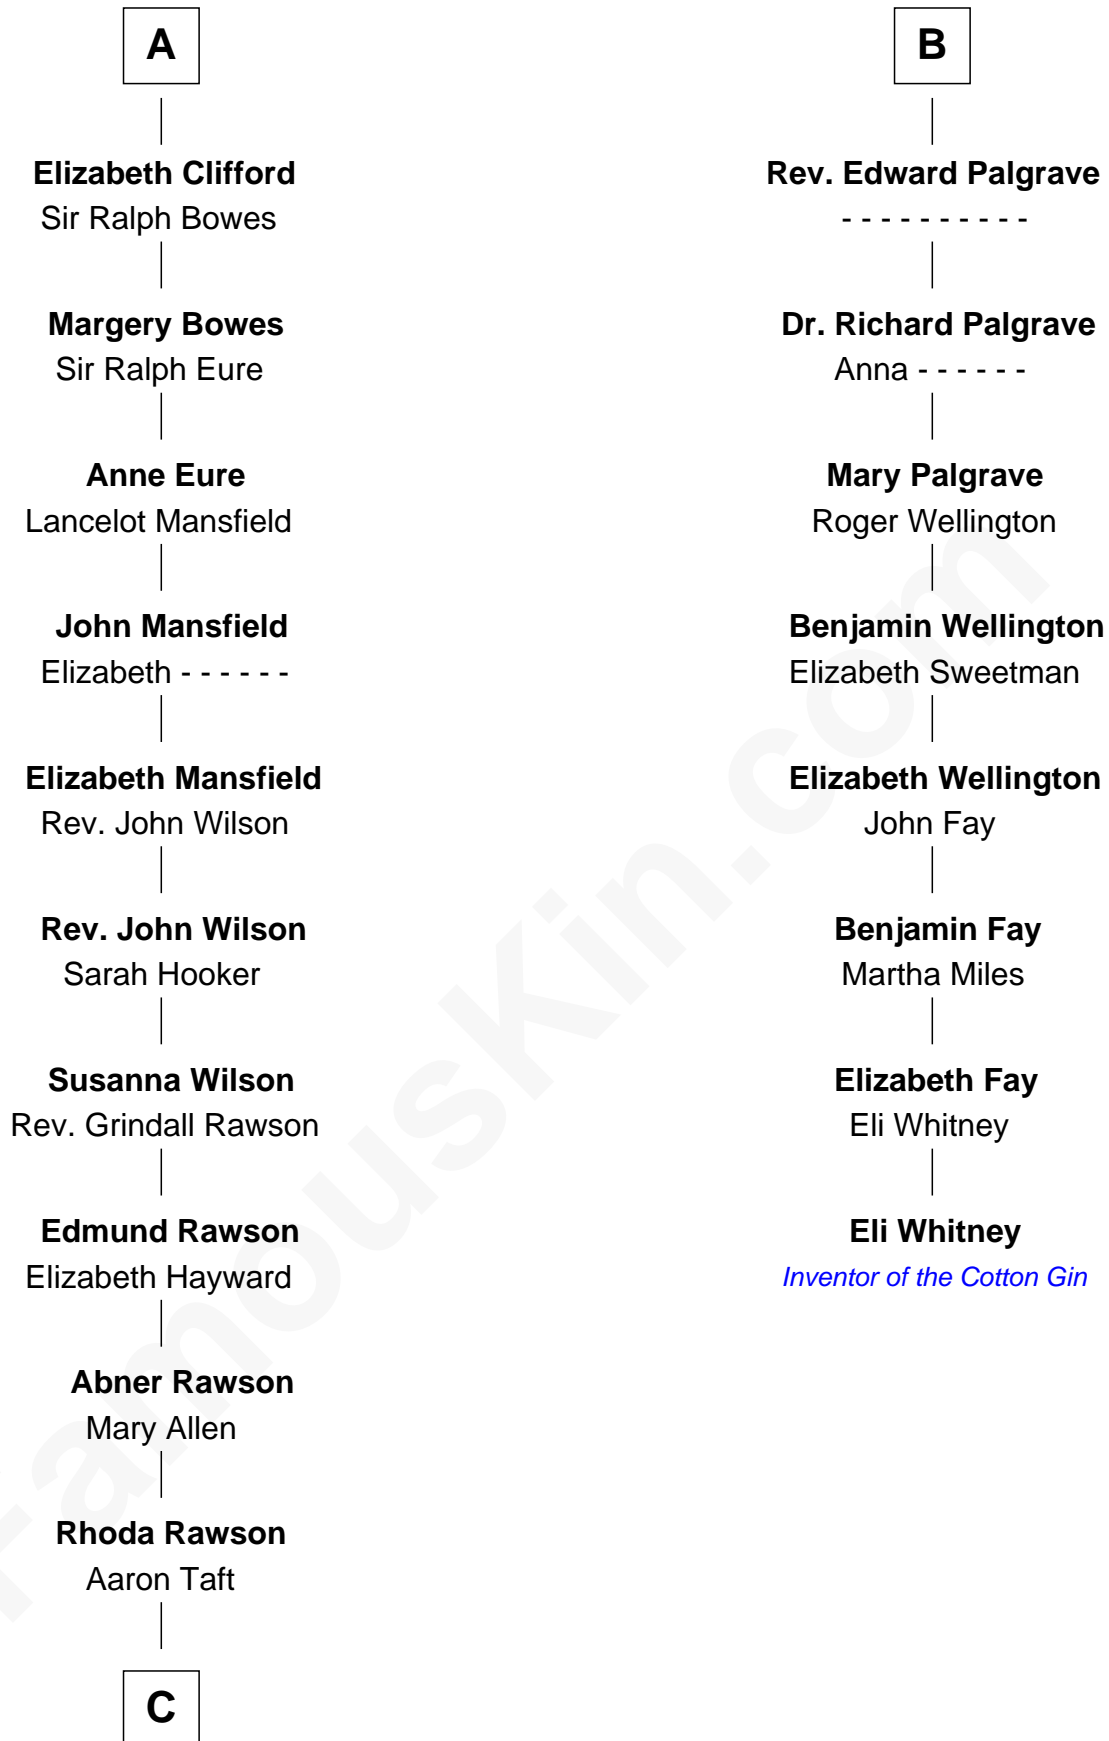 A
Elizabeth Clifford
Sir Ralph Bowes
Margery Bowes
Sir Ralph Eure
Anne Eure
Lancelot Mansfield
John Mansfield
Elizabeth - - - - - -
Elizabeth Mansfield
Rev. John Wilson
Rev. John Wilson
Sarah Hooker
Susanna Wilson
Rev. Grindall Rawson
Edmund Rawson
Elizabeth Hayward
Abner Rawson
Mary Allen
Rhoda Rawson
Aaron Taft
C
B
Rev. Edward Palgrave
- - - - - - - - - -
Dr. Richard Palgrave
Anna - - - - - -
Mary Palgrave
Roger Wellington
Benjamin Wellington
Elizabeth Sweetman
Elizabeth Wellington
John Fay
Benjamin Fay
Martha Miles
Elizabeth Fay
Eli Whitney
Eli Whitney
Inventor of the Cotton Gin
FamousKin.com